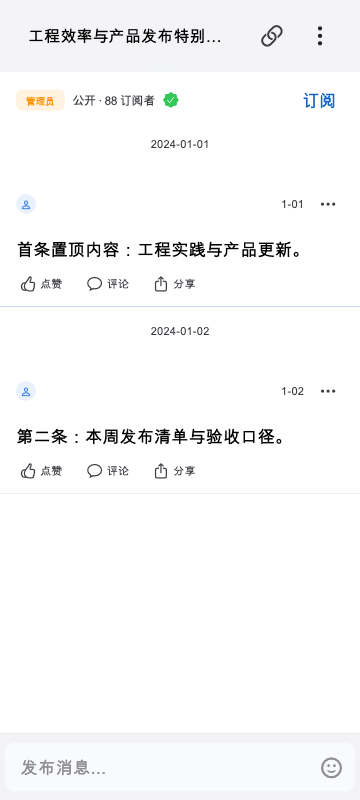 工程效率与产品发布特别...
管理员 公开 · 88 订阅者 订阅
2024-01-01
1-01
首条置顶内容：工程实践与产品更新。
点赞 评论 分享
2024-01-02
1-02
第二条：本周发布清单与验收口径。
点赞 评论 分享
发布消息...